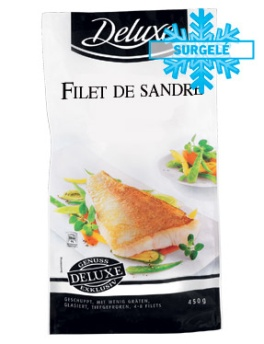 Deluxe
SURGELÉ
FILET DE SANDRE
GENUSS
DELUXE
EXKLUSIV
GESCHUPPT, MIT WENIG GRÄTEN,
GLASIERT, TIEFGEFROREN, 4-8 FILETS
450g